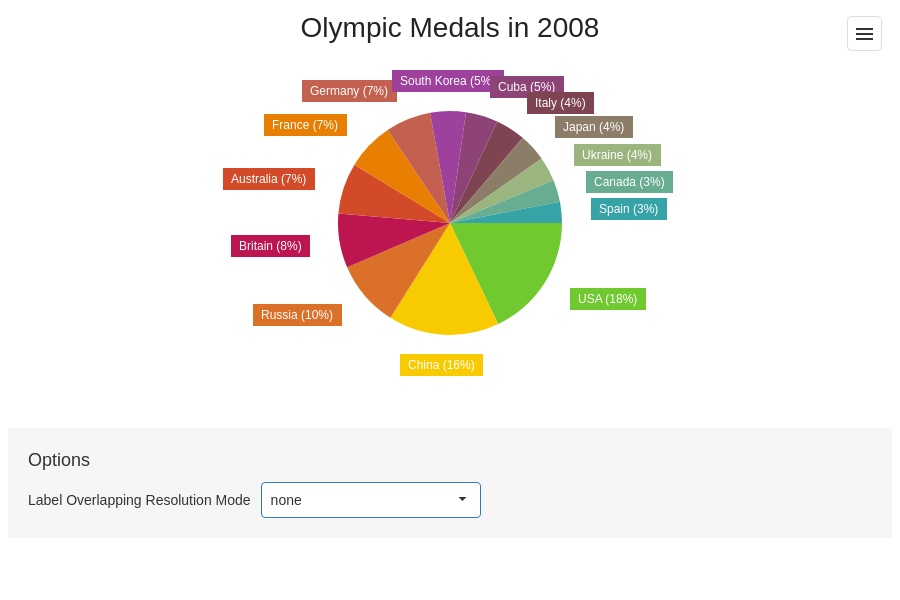 Olympic Medals in 2008
South Korea (5%
Cuba (5%)
Germany (7%)
Italy (4%)
France (7%)
Japan (4%)
Ukraine (4%)
Australia (7%)
Canada (3%)
Spain (3%)
Britain (8%)
USA (18%)
Russia (10%)
China (16%)
Options
Label Overlapping Resolution Mode none